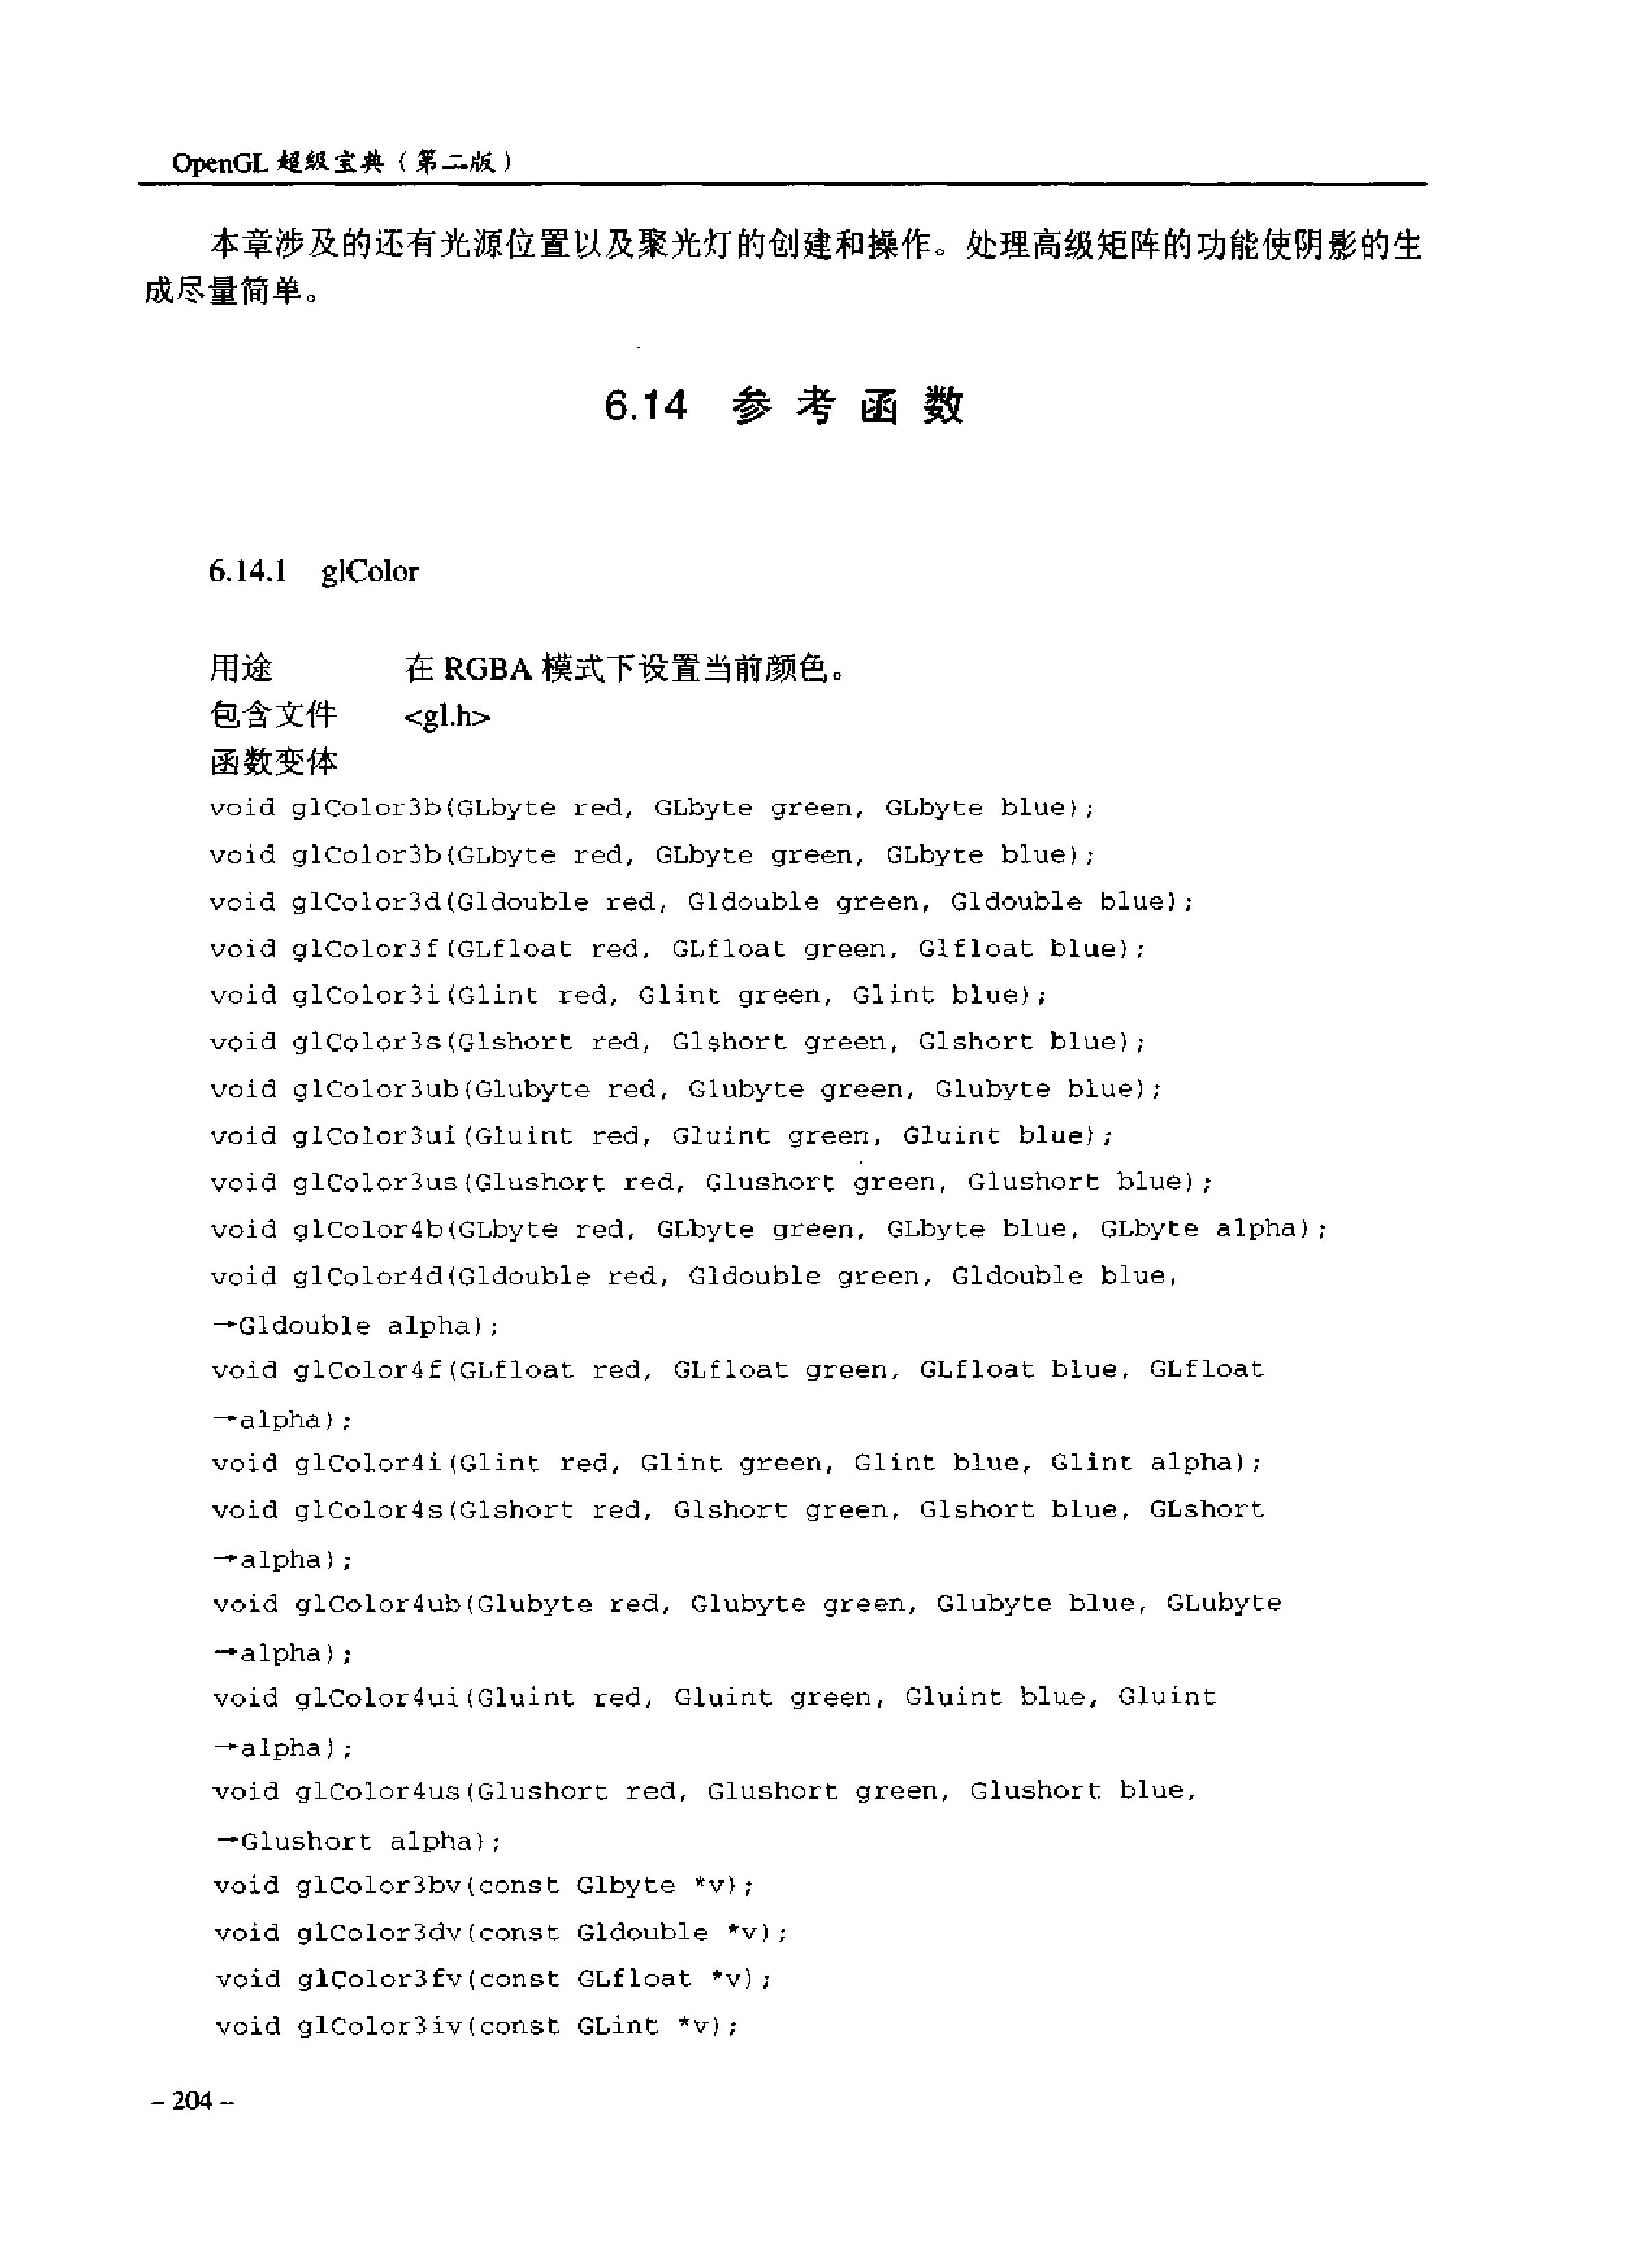 OpenGL 超级宝典（第二版）
本章涉及的还有光源位置以及聚光灯的创建和操作。处理高级矩阵的功能使阴影的生
成尽量简单。
6.14 参考函数
6.14.1 glColor
用途 在 RGBA 模式下设置当前颜色。
包含文件 <gl.h>
函数变体
void glColor3b(GLbyte red, GLbyte green, GLbyte blue);
void glColor3b(GLbyte red, GLbyte green, GLbyte blue);
void glColor3d(Gldouble red, Gldouble green, Gldouble blue);
void glColor3f(GLfloat red, GLfloat green, Glfloat blue);
void glColor3i(Glint red, Glint green, Glint blue);
void glColor3s(Glshort red, Glshort green, Glshort blue);
void glColor3ub(Glubyte red, Glubyte green, Glubyte blue);
void glColor3ui(Gluint red, Gluint green, Gluint blue);
void glColor3us(Glushort red, Glushort green, Glushort blue);
void glColor4b(GLbyte red, GLbyte green, GLbyte blue, GLbyte alpha);
void glColor4d(Gldouble red, Gldouble green, Gldouble blue,
→Gldouble alpha);
void glColor4f(GLfloat red, GLfloat green, GLfloat blue, GLfloat
→alpha);
void glColor4i(Glint red, Glint green, Glint blue, Glint alpha);
void glColor4s(Glshort red, Glshort green, Glshort blue, GLshort
→alpha);
void glColor4ub(Glubyte red, Glubyte green, Glubyte blue, GLubyte
→alpha);
void glColor4ui(Gluint red, Gluint green, Gluint blue, Gluint
→alpha);
void glColor4us(Glushort red, Glushort green, Glushort blue,
→Glushort alpha);
void glColor3bv(const Glbyte *v);
void glColor3dv(const Gldouble *v);
void glColor3fv(const GLfloat *v);
void glColor3iv(const GLint *v);
- 204 -